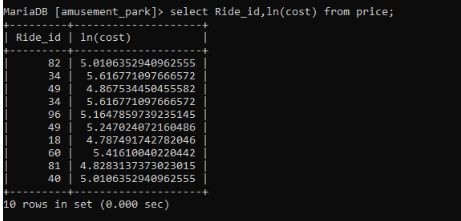 MariaDB [amusement_park]> select Ride_id,ln(cost) from price;
+---------+--------------------+
| Ride_id | ln(cost)           |
+---------+--------------------+
|      82 | 5.0106352940962555 |
|      34 |  5.616771097666572 |
|      49 |  4.867534450455582 |
|      34 |  5.616771097666572 |
|      96 | 5.1647859739235145 |
|      49 |  5.247024072160486 |
|      18 |  4.787491742782046 |
|      60 |   5.41610040220442 |
|      81 | 4.8283137373023015 |
|      40 | 5.0106352940962555 |
+---------+--------------------+
10 rows in set (0.000 sec)